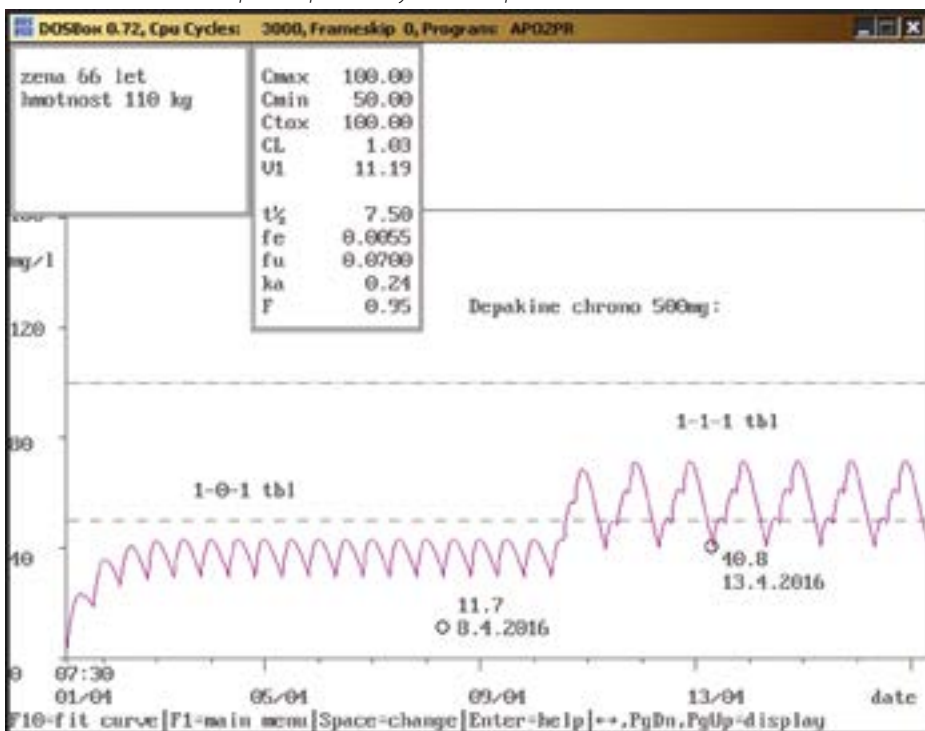 DOSBox 0.72, Cpu Cycles: 3000, Frameskip 0, Program: APOZPR
zena 66 let
hmotnost 110 kg
Cmax 100.00
Cmin 50.00
Ctox 100.00
CL 1.03
V1 11.19
t½ 7.50
fe 0.0055
fu 0.0700
ka 0.24
F 0.95
mg/l
Depakine chrono 500mg:
120
1-1-1 tbl
80
1-0-1 tbl
40
40.8
13.4.2016
11.7
8.4.2016
0 07:30
01/04 05/04 09/04 13/04 date
F10=fit curve|F1=main menu|Space=change|Enter=help|↔,PgDn,PgUp=display